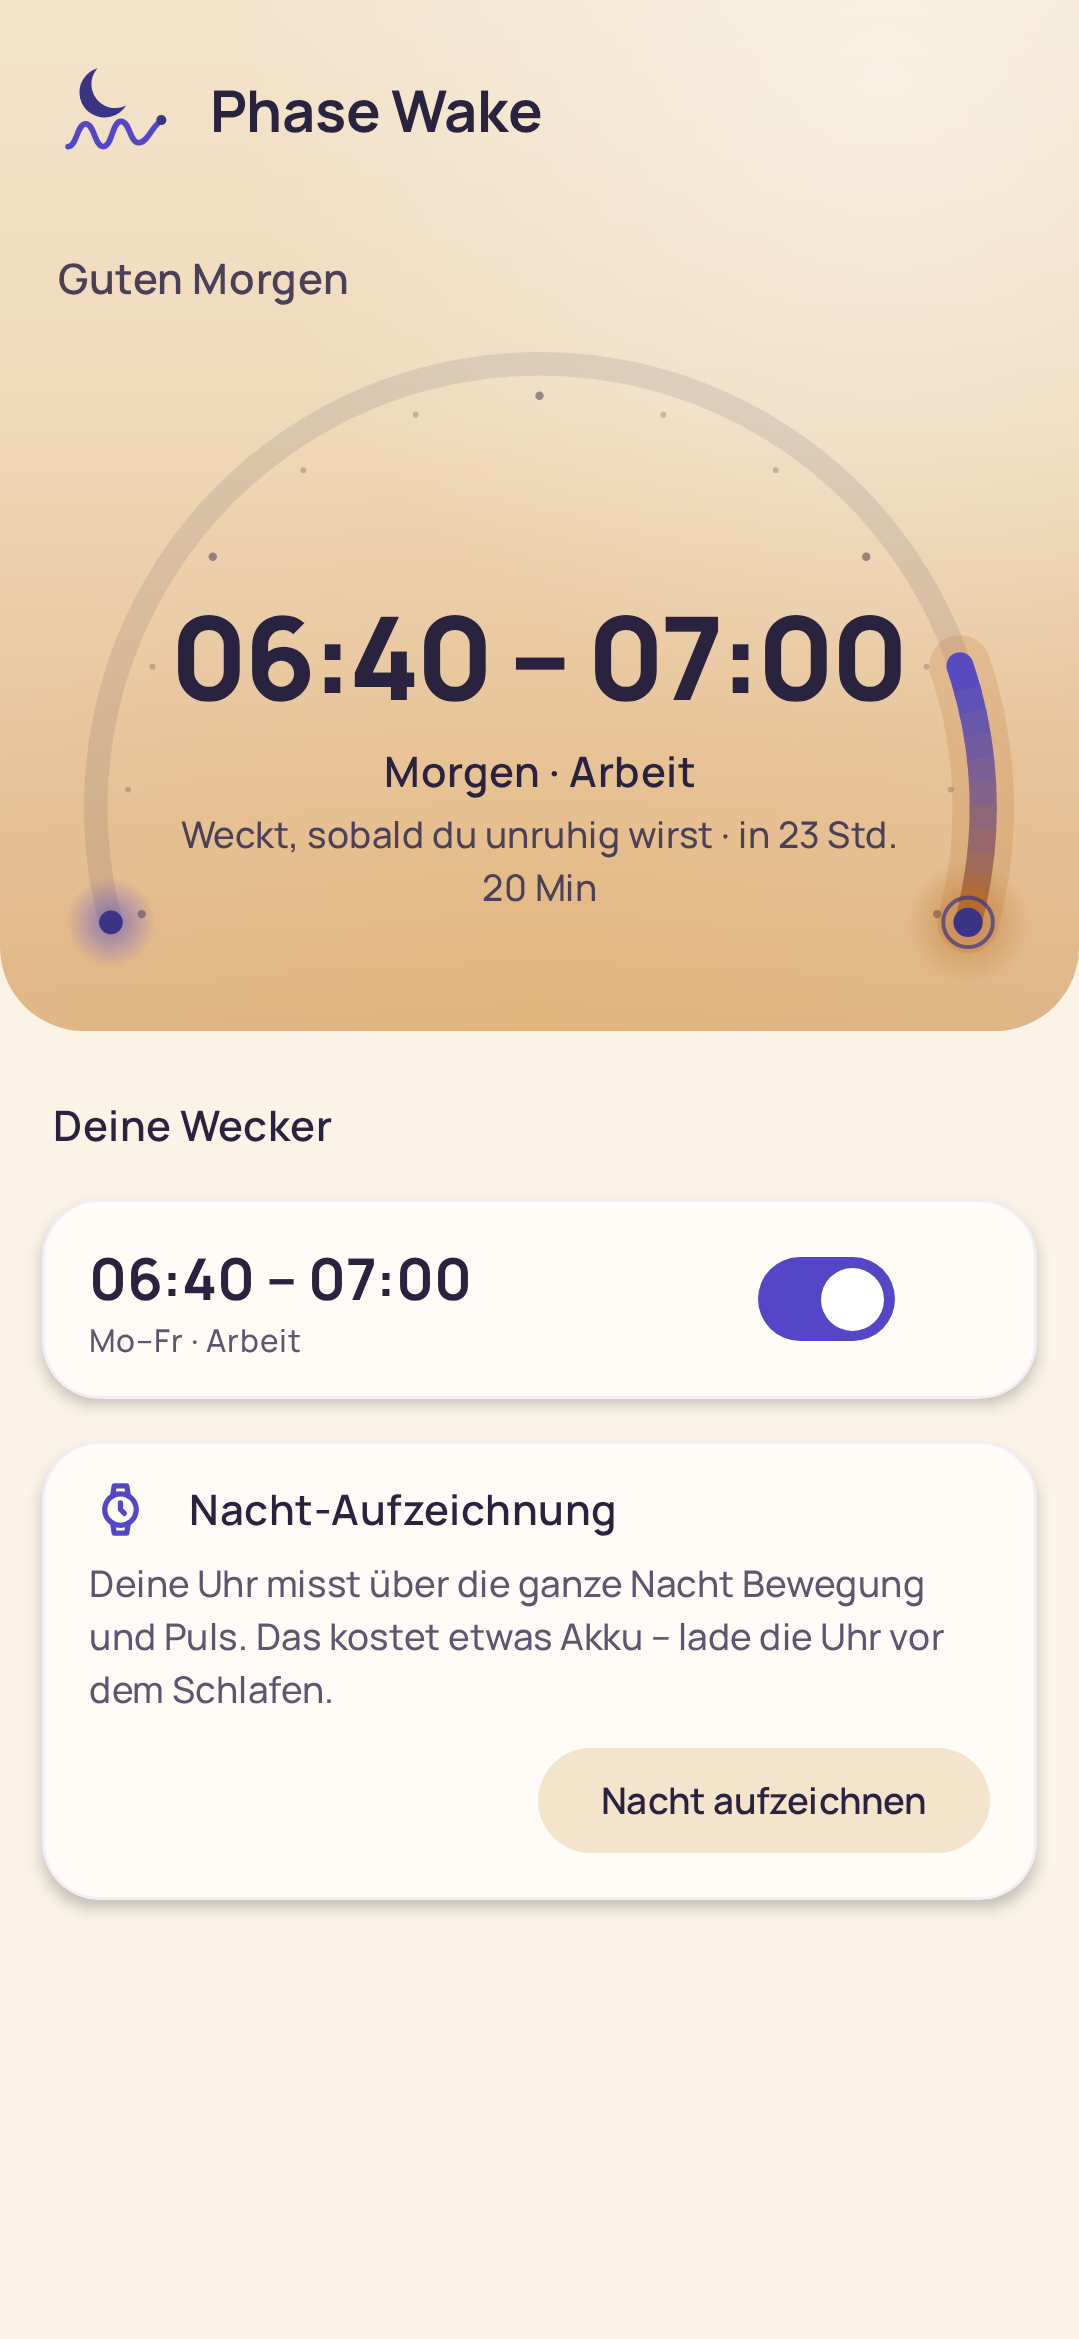 Phase Wake
Guten Morgen
06:40 – 07:00
Morgen · Arbeit
Weckt, sobald du unruhig wirst · in 23 Std.
20 Min
Deine Wecker
06:40 – 07:00
Mo–Fr · Arbeit
Nacht-Aufzeichnung
Deine Uhr misst über die ganze Nacht Bewegung
und Puls. Das kostet etwas Akku – lade die Uhr vor
dem Schlafen.
Nacht aufzeichnen